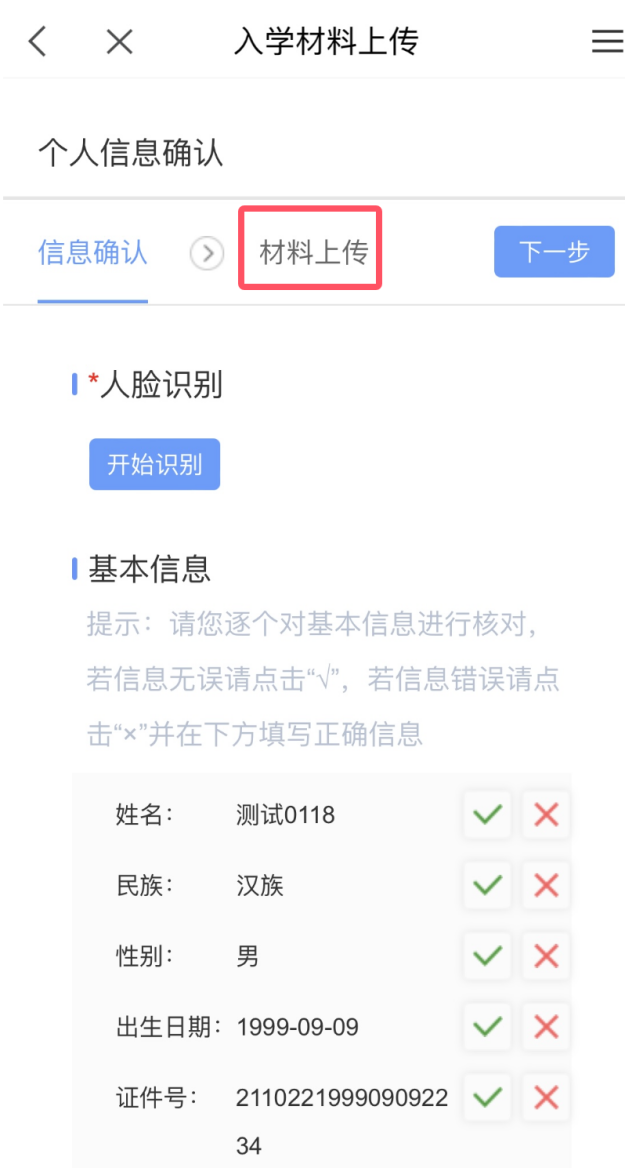 入学材料上传
个人信息确认
信息确认 材料上传 下一步
*人脸识别
开始识别
基本信息
提示：请您逐个对基本信息进行核对，
若信息无误请点击“√”，若信息错误请点
击“×”并在下方填写正确信息
姓名： 测试0118
民族： 汉族
性别： 男
出生日期： 1999-09-09
证件号： 2110221999090922
34